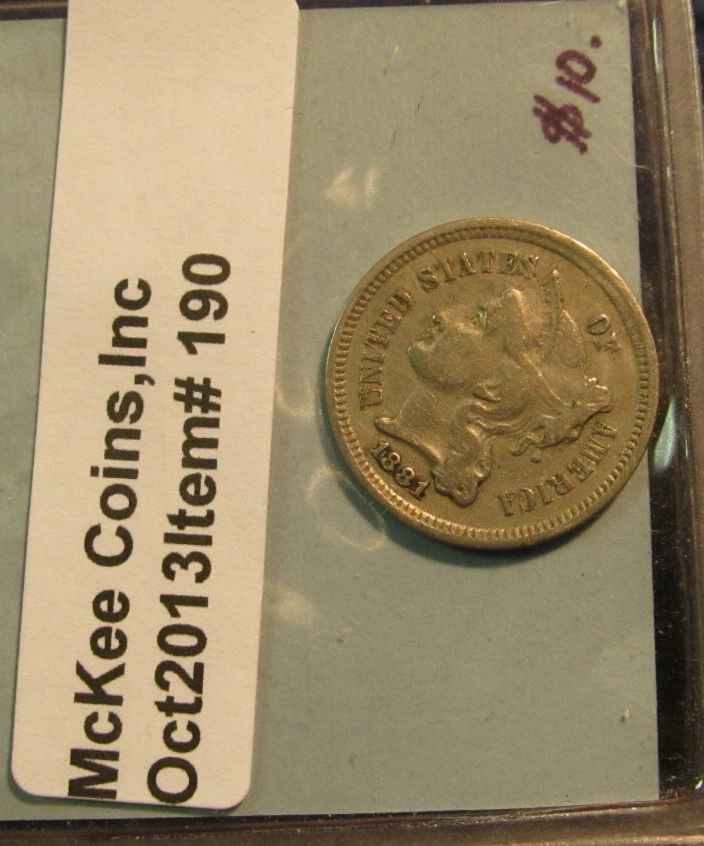 McKee Coins,Inc
Oct2013Item# 190
$10.
UNITED STATES OF AMERICA
1881